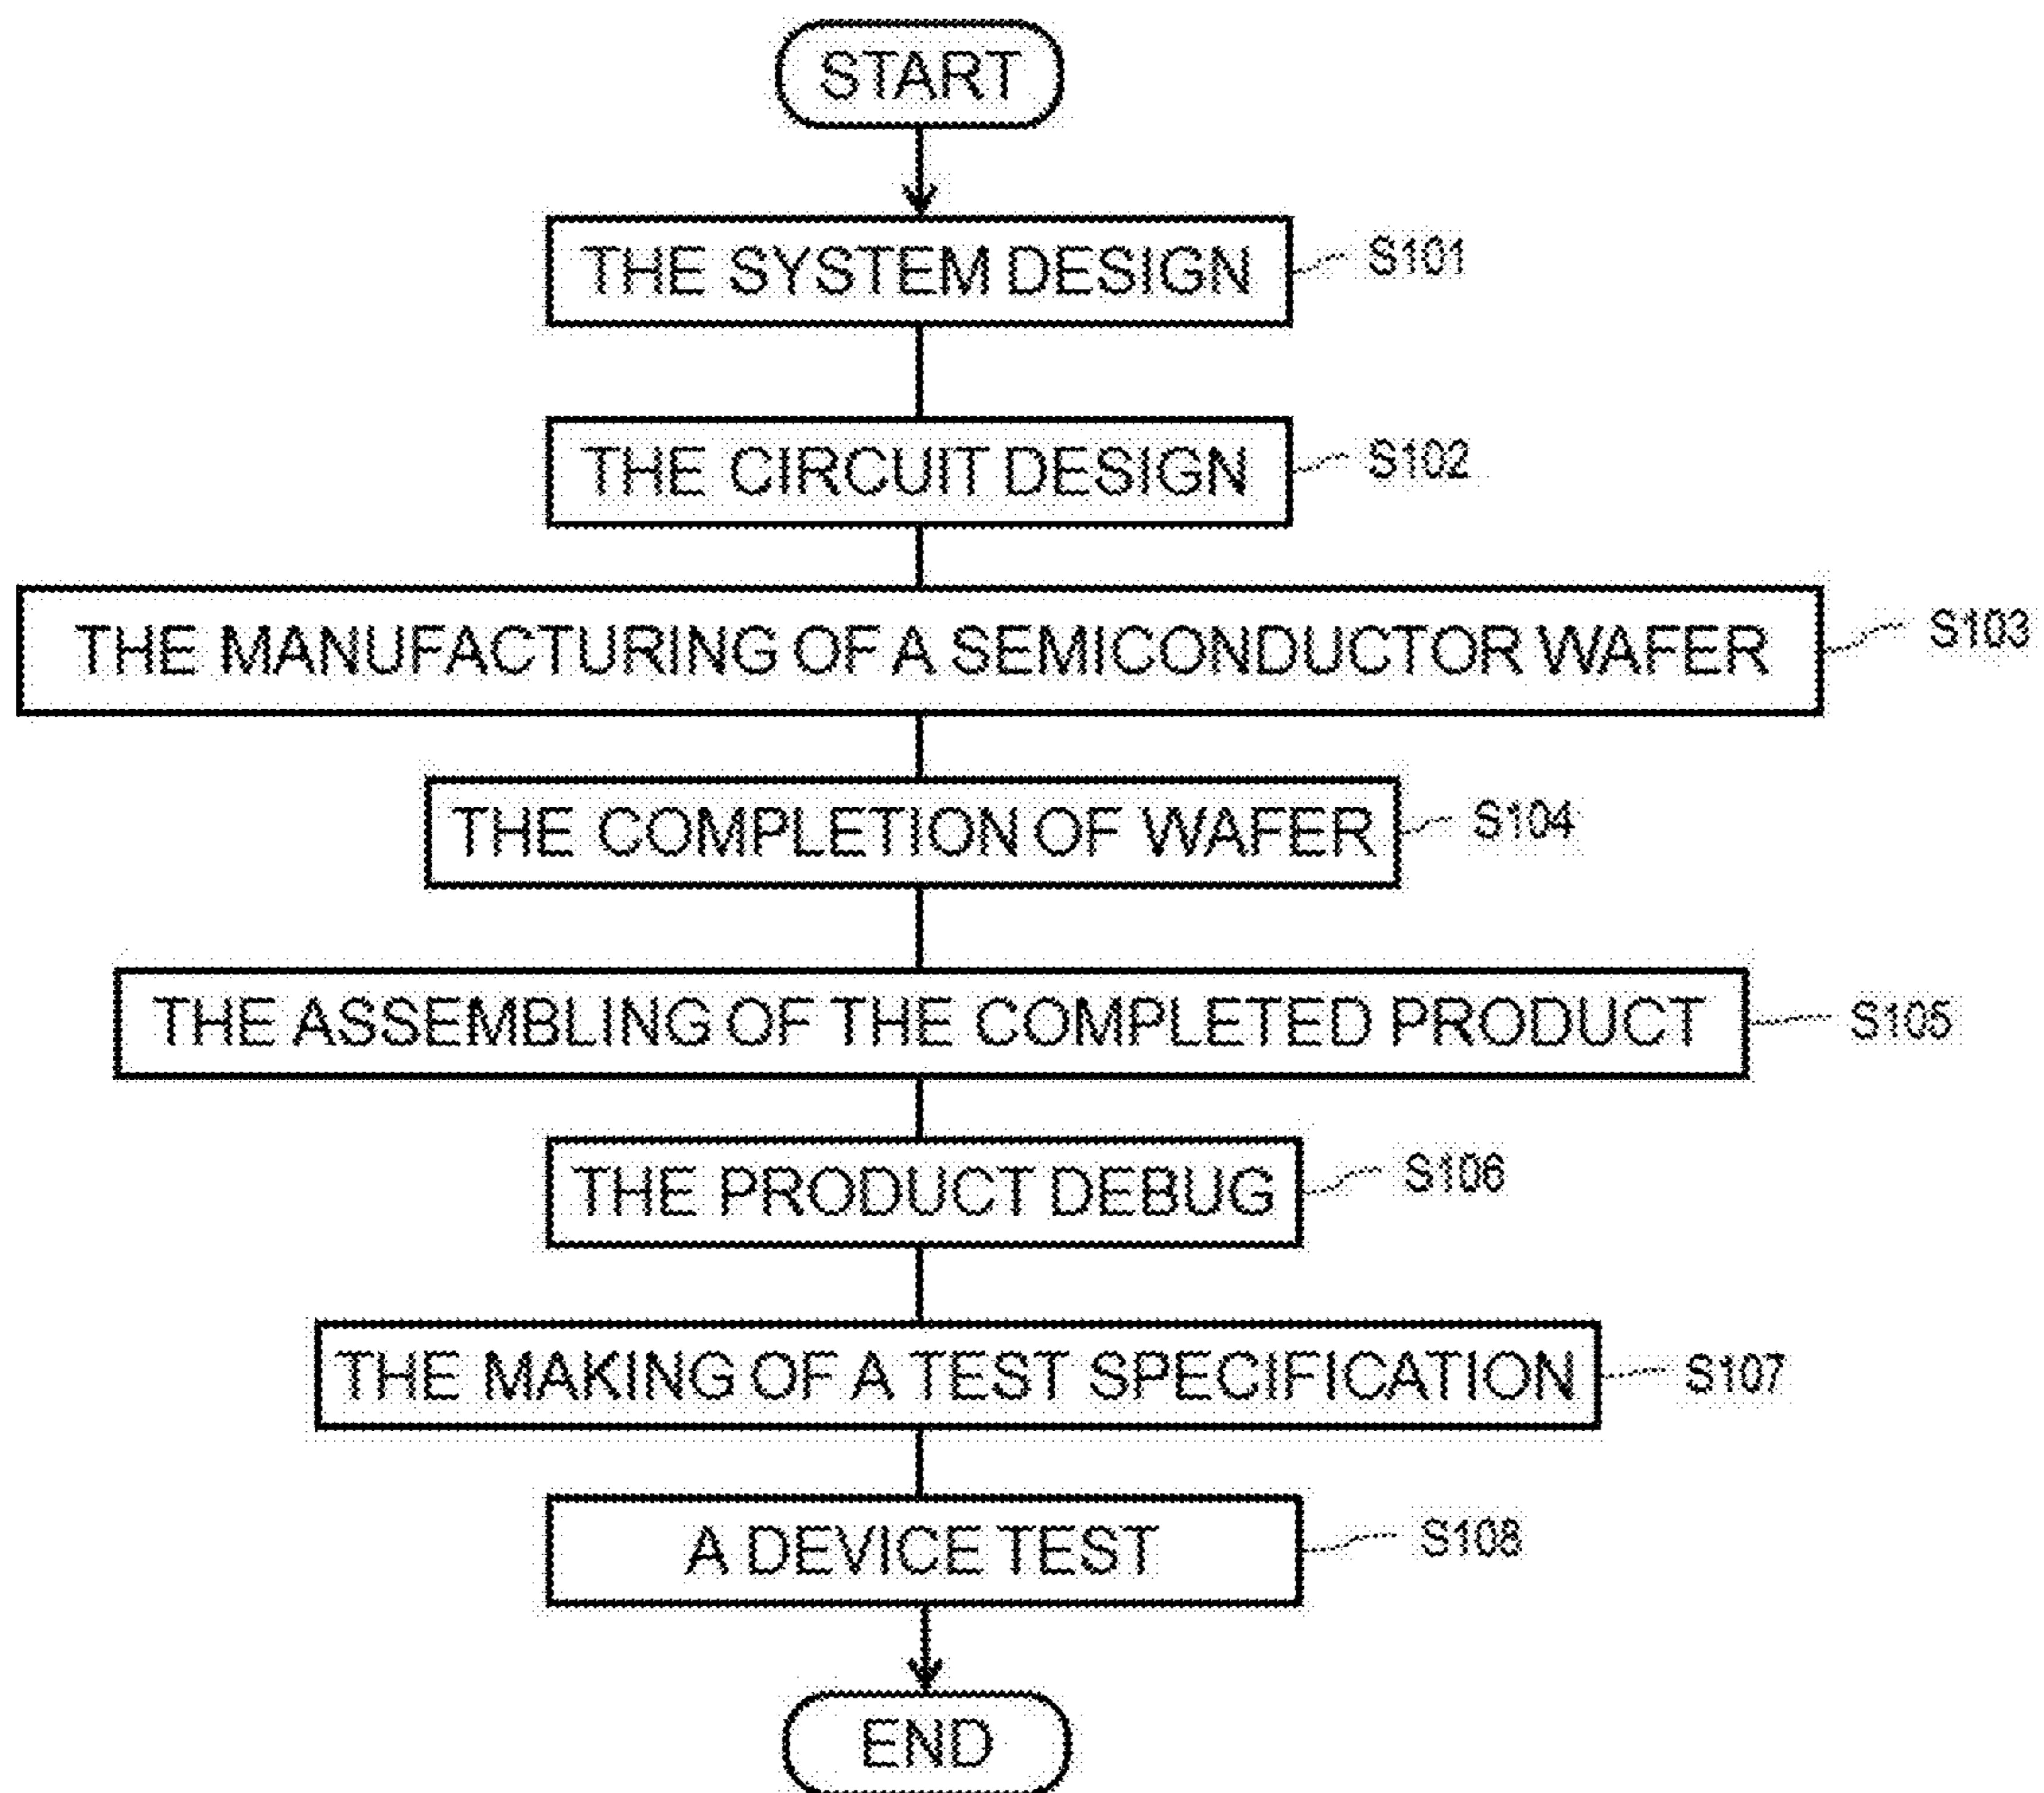 START
THE SYSTEM DESIGN S101
THE CIRCUIT DESIGN S102
THE MANUFACTURING OF A SEMICONDUCTOR WAFER S103
THE COMPLETION OF WAFER S104
THE ASSEMBLING OF THE COMPLETED PRODUCT S105
THE PRODUCT DEBUG S106
THE MAKING OF A TEST SPECIFICATION S107
A DEVICE TEST S108
END